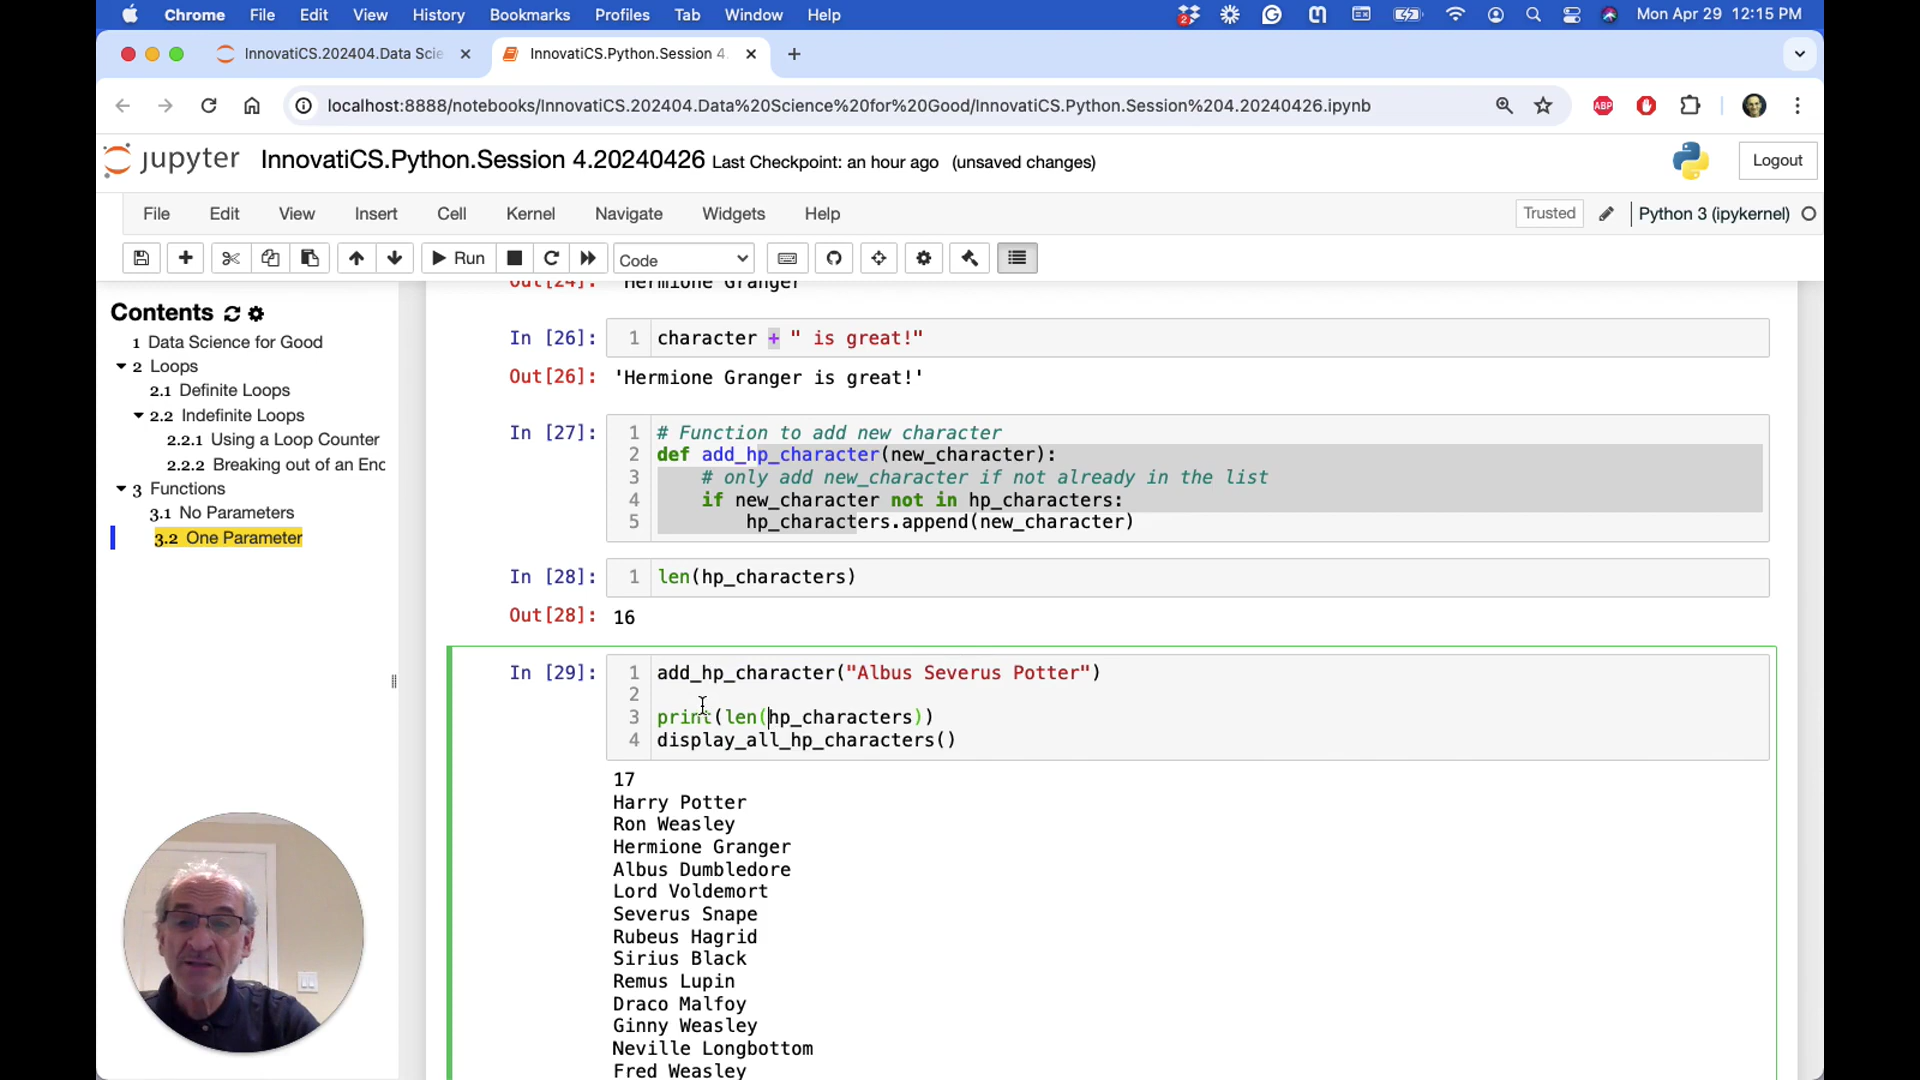 Chrome File Edit View History Bookmarks Profiles Tab Window Help
2
Mon Apr 29 12:15 PM
InnovatiCS.202404.Data Scie
InnovatiCS.Python.Session 4.
localhost:8888/notebooks/InnovatiCS.202404.Data%20Science%20for%20Good/InnovatiCS.Python.Session%204.20240426.ipynb
ABP
jupyter InnovatiCS.Python.Session 4.20240426 Last Checkpoint: an hour ago (unsaved changes)
Logout
File Edit View Insert Cell Kernel Navigate Widgets Help
Trusted
Python 3 (ipykernel)
Run
Code
Contents
1 Data Science for Good
2 Loops
2.1 Definite Loops
2.2 Indefinite Loops
2.2.1 Using a Loop Counter
2.2.2 Breaking out of an Enc
3 Functions
3.1 No Parameters
3.2 One Parameter
Out[24]: 'Hermione Granger'
In [26]: 1 character + " is great!"
Out[26]: 'Hermione Granger is great!'
In [27]: 1 # Function to add new character
2 def add_hp_character(new_character):
3 # only add new_character if not already in the list
4 if new_character not in hp_characters:
5 hp_characters.append(new_character)
In [28]: 1 len(hp_characters)
Out[28]: 16
In [29]: 1 add_hp_character("Albus Severus Potter")
2
3 print(len(hp_characters))
4 display_all_hp_characters()
17
Harry Potter
Ron Weasley
Hermione Granger
Albus Dumbledore
Lord Voldemort
Severus Snape
Rubeus Hagrid
Sirius Black
Remus Lupin
Draco Malfoy
Ginny Weasley
Neville Longbottom
Fred Weasley